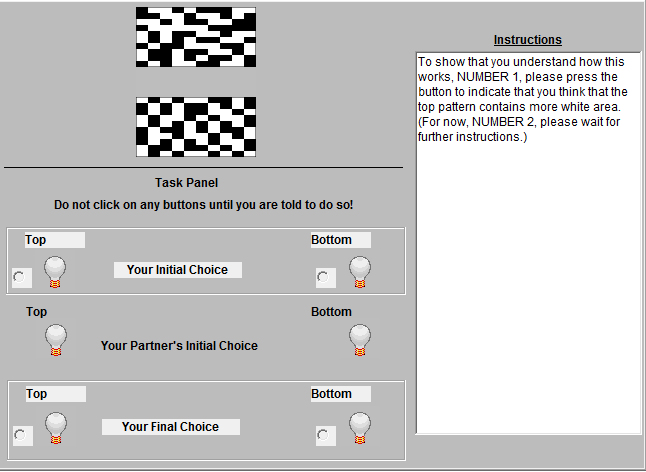 Instructions
To show that you understand how this
works, NUMBER 1, please press the
button to indicate that you think that the
top pattern contains more white area.
(For now, NUMBER 2, please wait for
further instructions.)
Task Panel
Do not click on any buttons until you are told to do so!
Top
Bottom
Your Initial Choice
Top
Bottom
Your Partner's Initial Choice
Top
Bottom
Your Final Choice